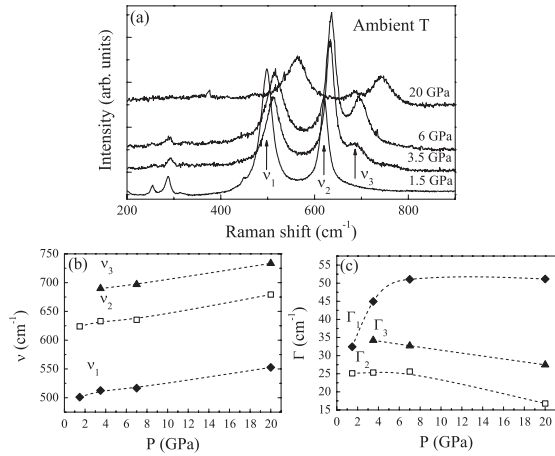 (a)
Ambient T
Intensity (arb. units)
20 GPa
6 GPa
3.5 GPa
1.5 GPa
ν1
ν2
ν3
200 400 600 800
Raman shift (cm-1)
(b)
ν (cm-1)
750
700
650
600
550
500
450
400
ν3
ν2
ν1
0 2 4 6 8 10 12 14 16 18 20
P (GPa)
(c)
Γ (cm-1)
55
50
45
40
35
30
25
20
15
Γ1
Γ3
Γ2
0 2 4 6 8 10 12 14 16 18 20
P (GPa)